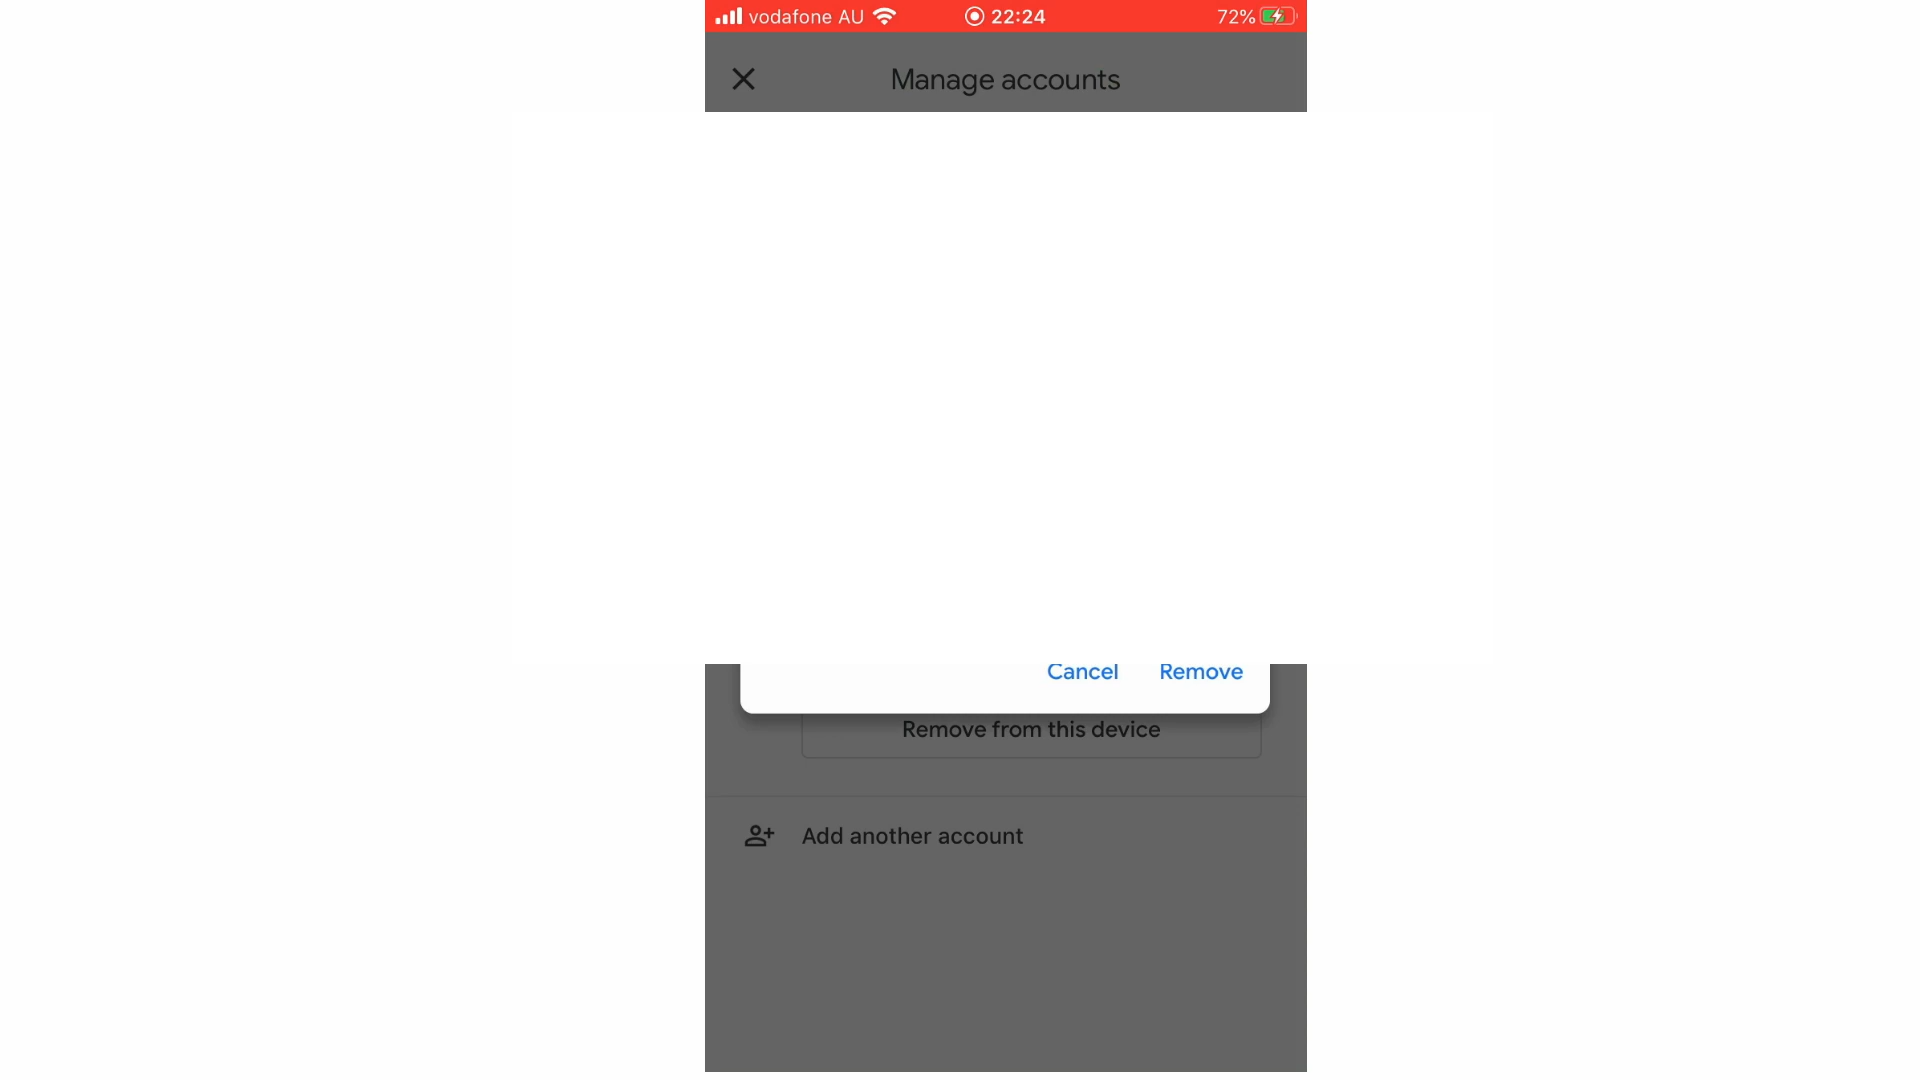 vodafone AU 22:24 72%
Manage accounts
Cancel Remove
Remove from this device
Add another account